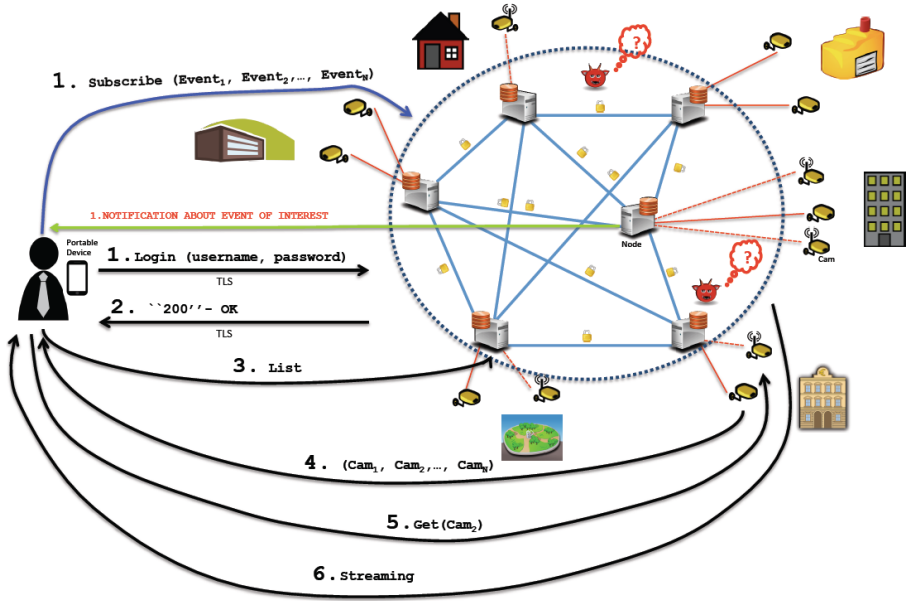 1. Subscribe (Event1, Event2,…, EventN)
?
1.NOTIFICATION ABOUT EVENT OF INTEREST
Portable
Device
Node
Cam
1.Login (username, password)
TLS
?
2. ``200''- OK
TLS
3. List
4. (Cam1, Cam2,…, CamN)
5.Get(Cam2)
6.Streaming